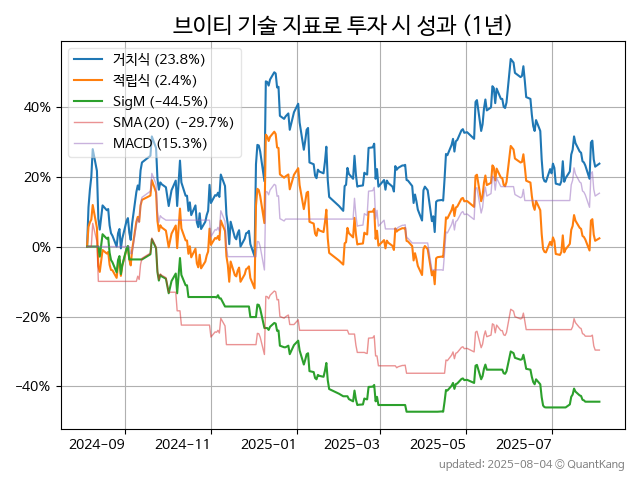 브이티 기술 지표로 투자 시 성과 (1년)
거치식 (23.8%)
적립식 (2.4%)
SigM (−44.5%)
SMA(20) (−29.7%)
MACD (15.3%)
40%
20%
0%
−20%
−40%
2024-09 2024-11 2025-01 2025-03 2025-05 2025-07
updated: 2025-08-04 © QuantKang